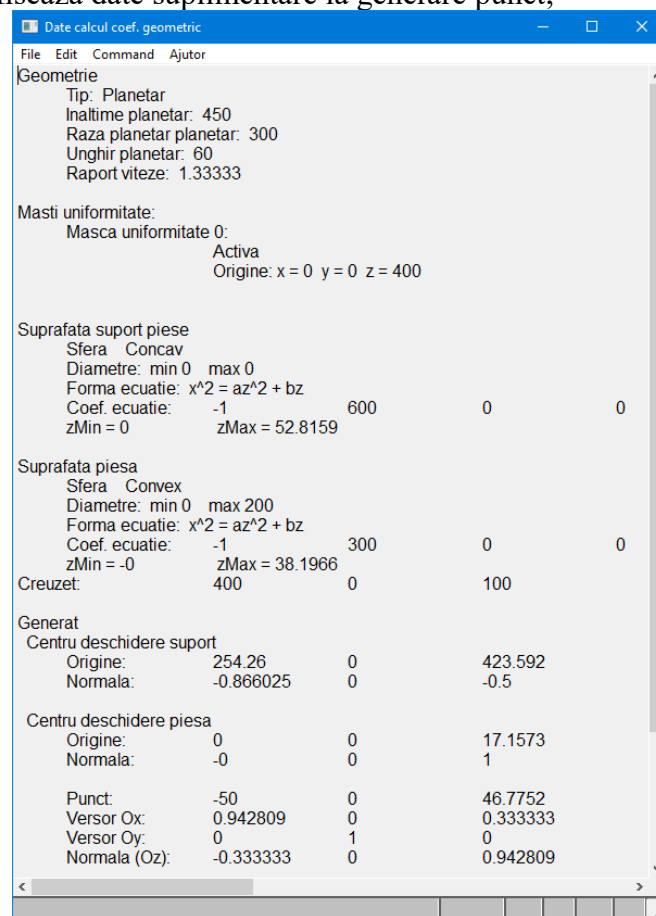 iseaza date suplimentare la generare punct;
Date calcul coef. geometric
File Edit Command Ajutor
Geometrie
Tip: Planetar
Inaltime planetar: 450
Raza planetar planetar: 300
Unghir planetar: 60
Raport viteze: 1.33333
Masti uniformitate:
Masca uniformitate 0:
Activa
Origine: x = 0 y = 0 z = 400
Suprafata suport piese
Sfera Concav
Diametre: min 0 max 0
Forma ecuatie: x^2 = az^2 + bz
Coef. ecuatie: -1 600 0 0
zMin = 0 zMax = 52.8159
Suprafata piesa
Sfera Convex
Diametre: min 0 max 200
Forma ecuatie: x^2 = az^2 + bz
Coef. ecuatie: -1 300 0 0
zMin = -0 zMax = 38.1966
Creuzet: 400 0 100
Generat
Centru deschidere suport
Origine: 254.26 0 423.592
Normala: -0.866025 0 -0.5
Centru deschidere piesa
Origine: 0 0 17.1573
Normala: -0 0 1
Punct: -50 0 46.7752
Versor Ox: 0.942809 0 0.333333
Versor Oy: 0 1 0
Normala (Oz): -0.333333 0 0.942809